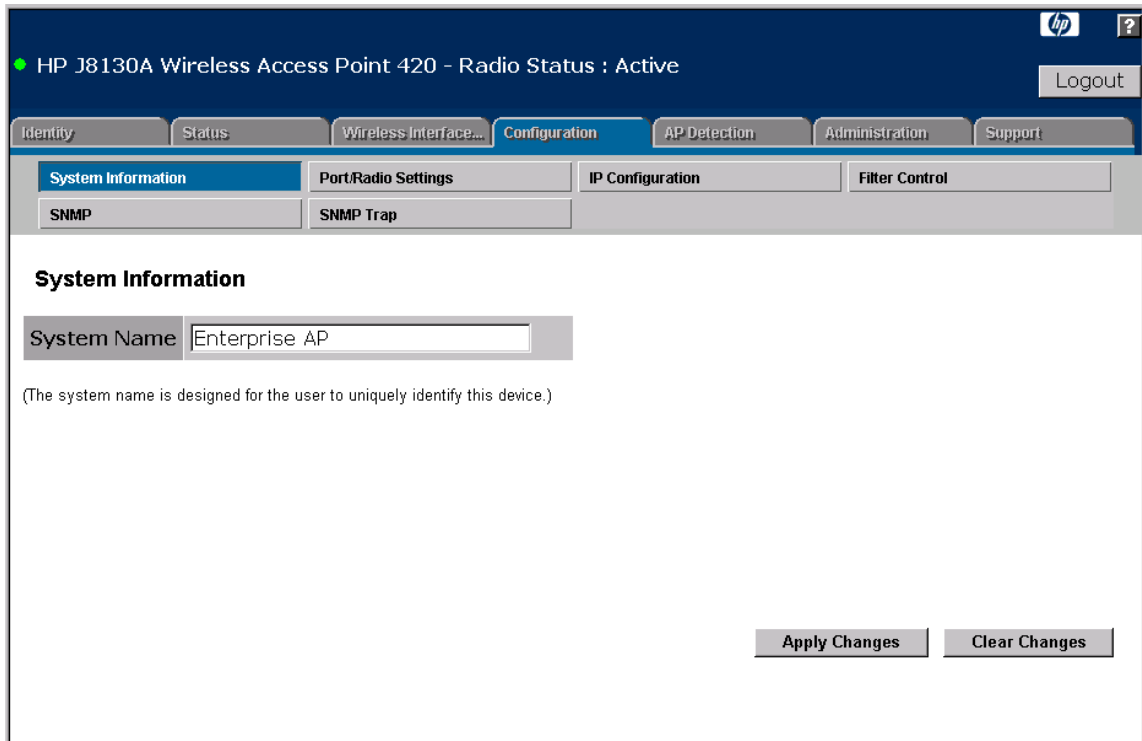 hp ?
HP J8130A Wireless Access Point 420 - Radio Status : Active
Logout
Identity Status Wireless Interface... Configuration AP Detection Administration Support
System Information Port/Radio Settings IP Configuration Filter Control
SNMP SNMP Trap
System Information
System Name Enterprise AP
(The system name is designed for the user to uniquely identify this device.)
Apply Changes Clear Changes